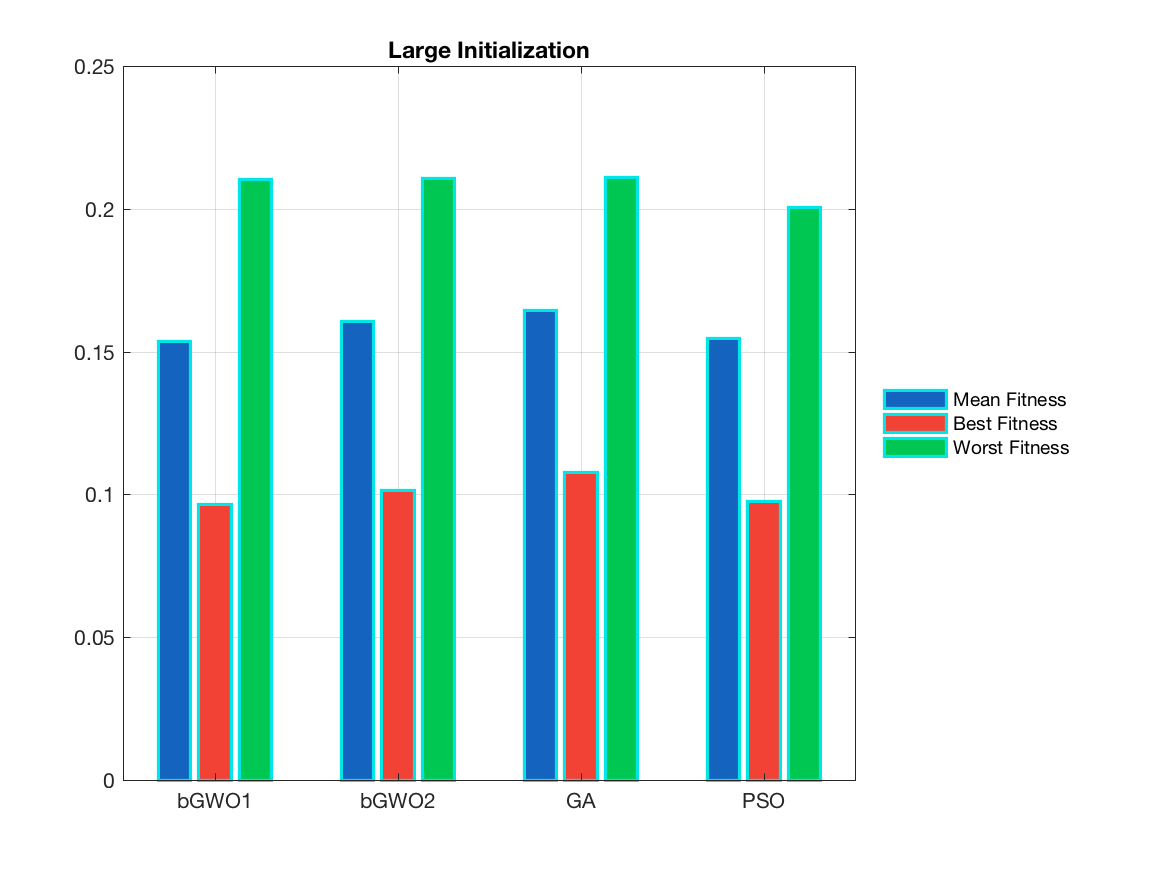 Large Initialization
0.25
0.2
0.15
0.1
0.05
0
bGWO1
bGWO2
GA
PSO
Mean Fitness
Best Fitness
Worst Fitness